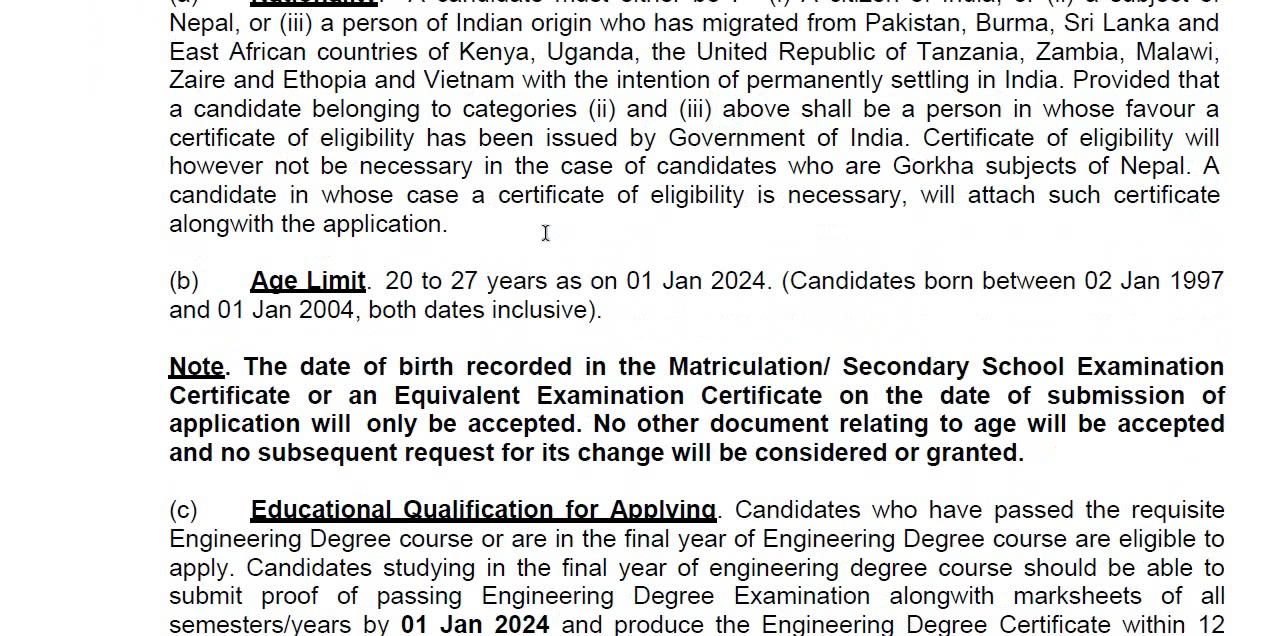 Nepal, or (iii) a person of Indian origin who has migrated from Pakistan, Burma, Sri Lanka and
East African countries of Kenya, Uganda, the United Republic of Tanzania, Zambia, Malawi,
Zaire and Ethopia and Vietnam with the intention of permanently settling in India. Provided that
a candidate belonging to categories (ii) and (iii) above shall be a person in whose favour a
certificate of eligibility has been issued by Government of India. Certificate of eligibility will
however not be necessary in the case of candidates who are Gorkha subjects of Nepal. A
candidate in whose case a certificate of eligibility is necessary, will attach such certificate
alongwith the application.
(b) Age Limit. 20 to 27 years as on 01 Jan 2024. (Candidates born between 02 Jan 1997
and 01 Jan 2004, both dates inclusive).
Note. The date of birth recorded in the Matriculation/ Secondary School Examination
Certificate or an Equivalent Examination Certificate on the date of submission of
application will only be accepted. No other document relating to age will be accepted
and no subsequent request for its change will be considered or granted.
(c) Educational Qualification for Applying. Candidates who have passed the requisite
Engineering Degree course or are in the final year of Engineering Degree course are eligible to
apply. Candidates studying in the final year of engineering degree course should be able to
submit proof of passing Engineering Degree Examination alongwith marksheets of all
semesters/years by 01 Jan 2024 and produce the Engineering Degree Certificate within 12